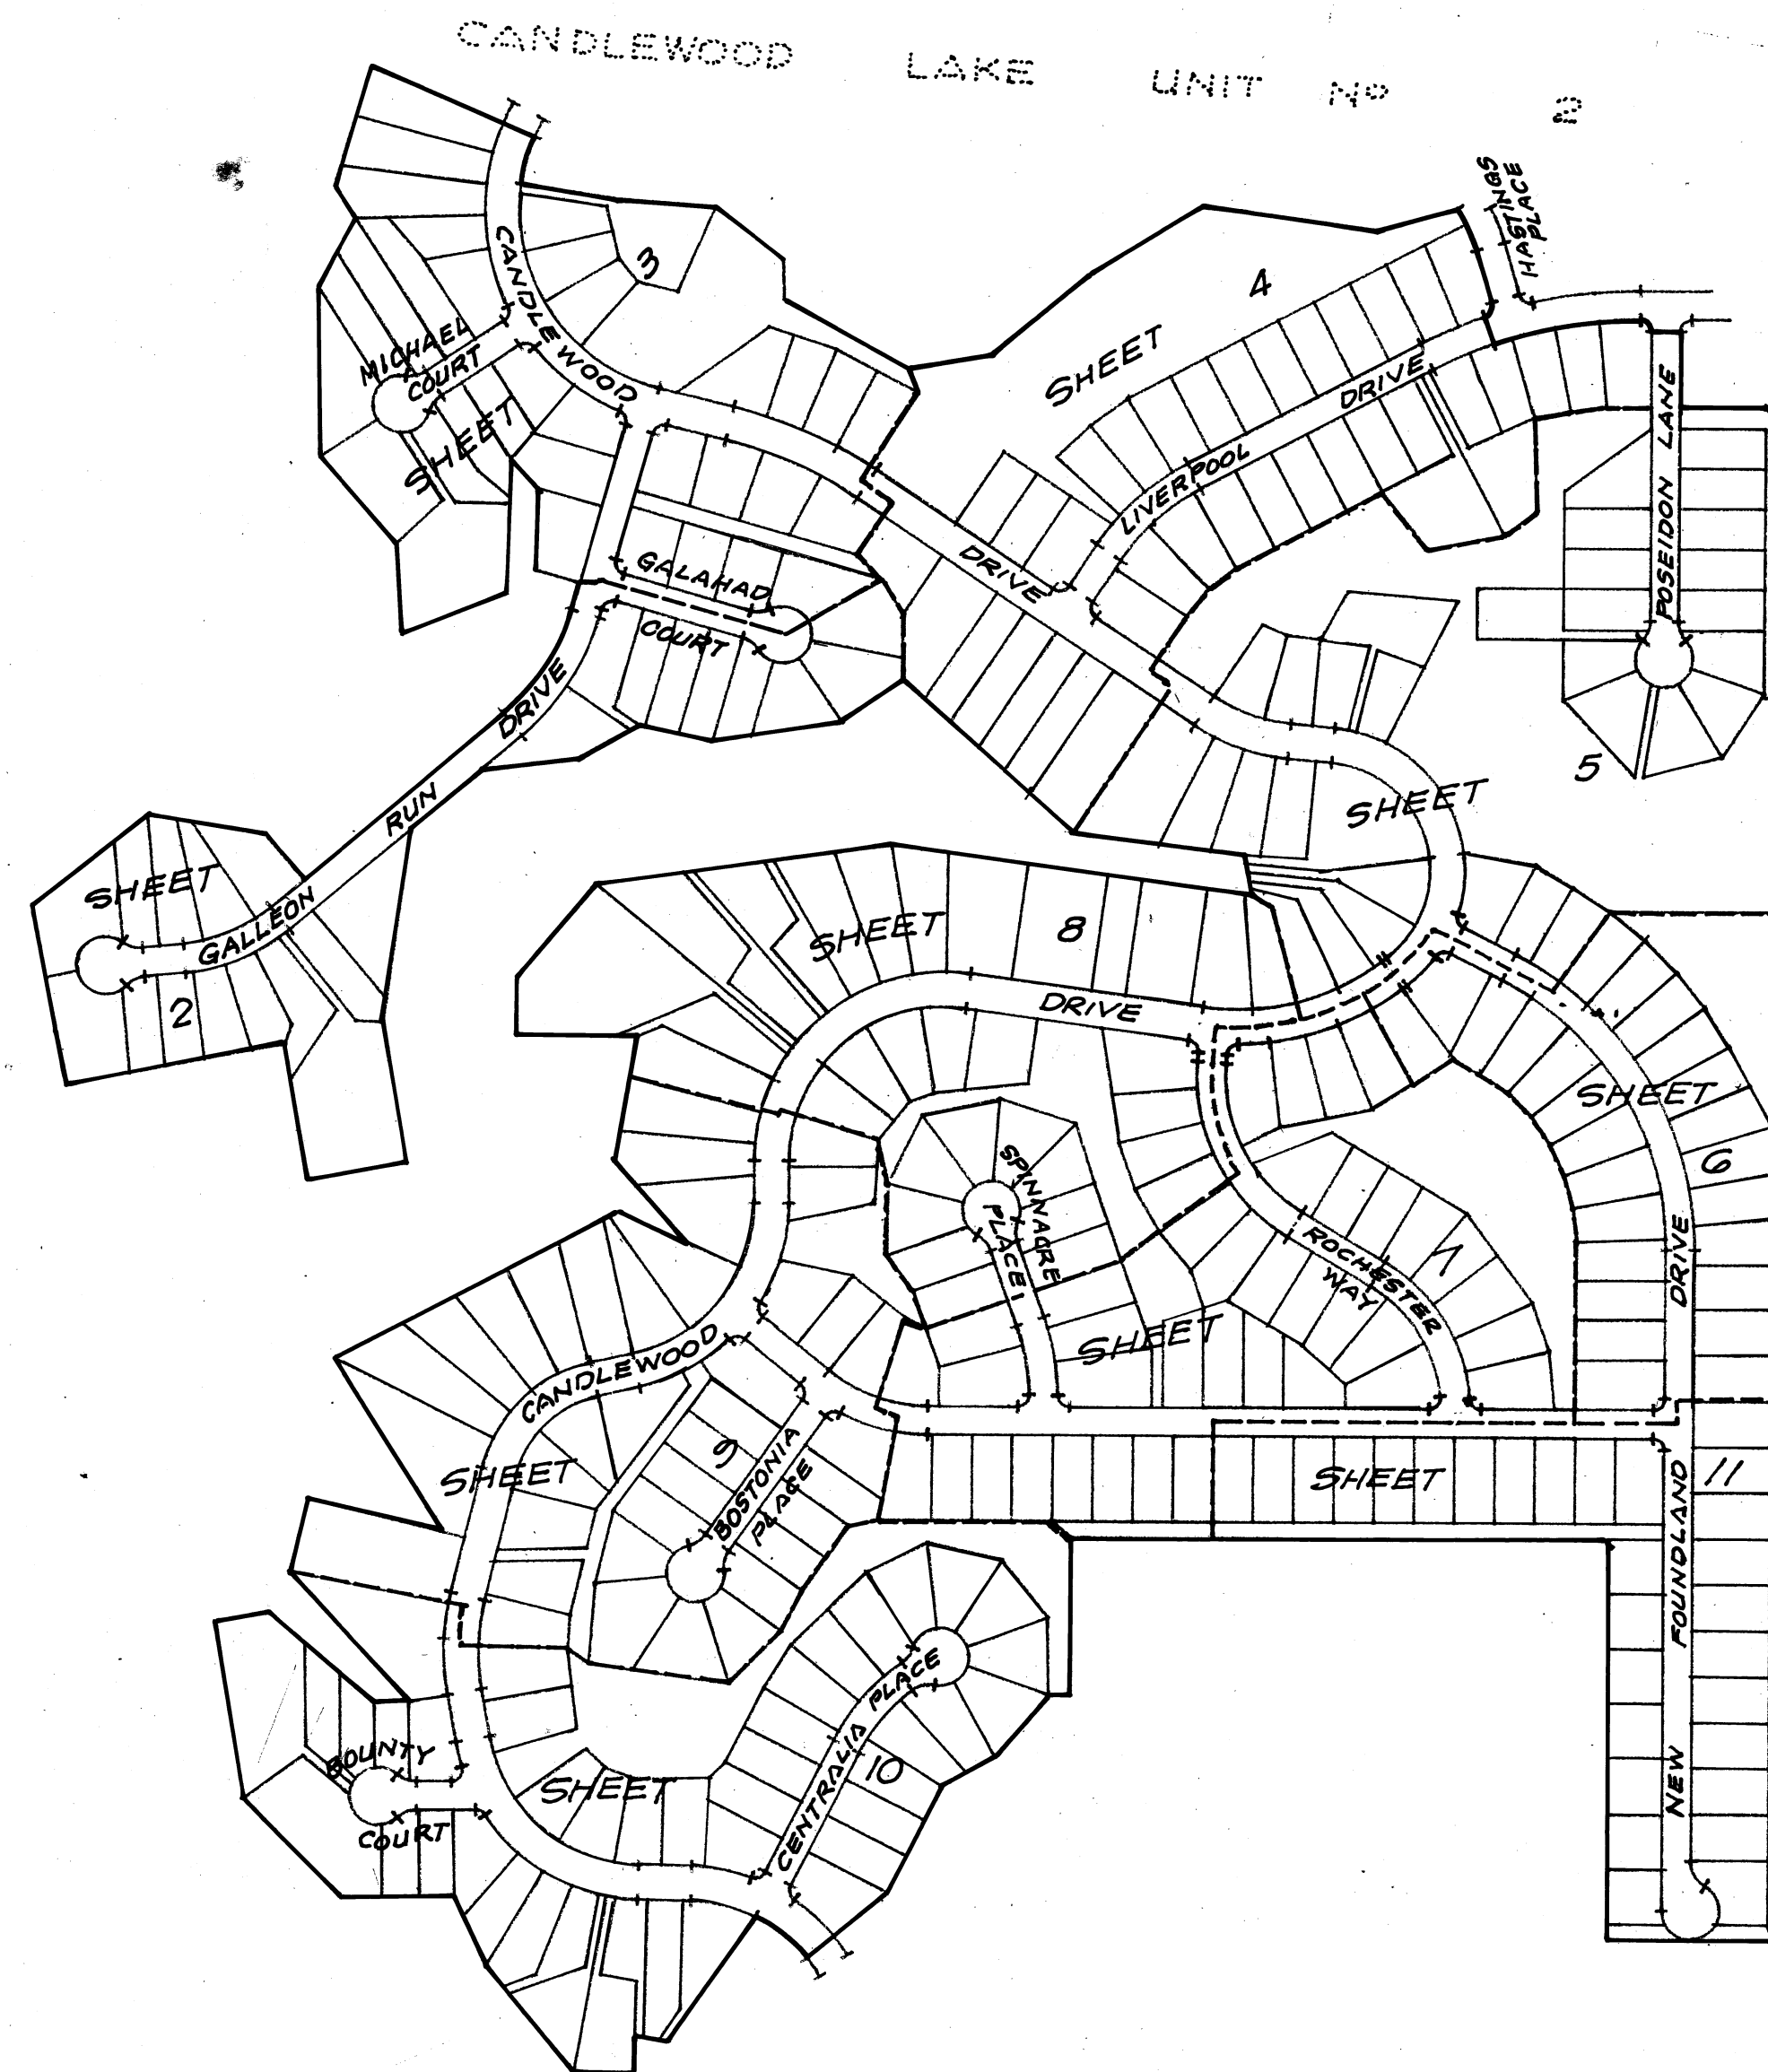 CANDLEWOOD LAKE UNIT Nº 2
HASTINGS
PLACE
CANDLEWOOD
3
4
SHEET
MICHAEL
COURT
SHEET
DRIVE
LIVERPOOL
POSEIDON LANE
GALAHAD
COURT
DRIVE
DRIVE
RUN
GALLEON
SHEET
2
SHEET
5
SHEET
8
DRIVE
SHEET
6
SPINNACRE
PLACE
ROCHESTER
WAY
7
DRIVE
SHEET
CANDLEWOOD
SHEET
9
BOSTONIA
PLACE
SHEET
11
NEW FOUNDLAND
CENTRALIA PLACE
10
BOUNTY
COURT
SHEET